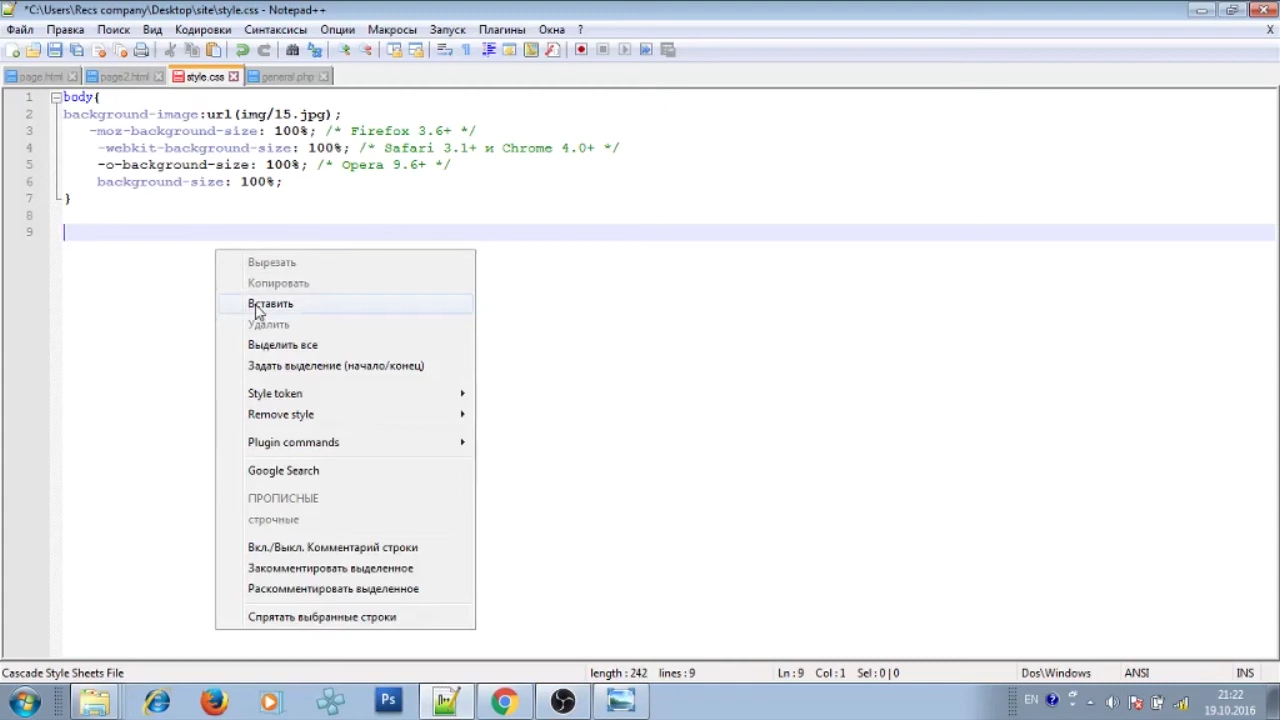 *C:\Users\Recs company\Desktop\site\style.css - Notepad++
Файл Правка Поиск Вид Кодировки Синтаксисы Опции Макросы Запуск Плагины Окна ? X
page.html page2.html style.css general.php
1 body{
2 background-image:url(img/15.jpg);
3 -moz-background-size: 100%; /* Firefox 3.6+ */
4 -webkit-background-size: 100%; /* Safari 3.1+ и Chrome 4.0+ */
5 -o-background-size: 100%; /* Opera 9.6+ */
6 background-size: 100%;
7 }
8
9
Вырезать
Копировать
Вставить
Удалить
Выделить все
Задать выделение (начало/конец)
Style token
Remove style
Plugin commands
Google Search
ПРОПИСНЫЕ
строчные
Вкл./Выкл. Комментарий строки
Закомментировать выделенное
Раскомментировать выделенное
Спрятать выбранные строки
Cascade Style Sheets File length : 242 lines : 9 Ln : 9 Col : 1 Sel : 0 | 0 Dos\Windows ANSI INS
Ps EN 21:22
19.10.2016